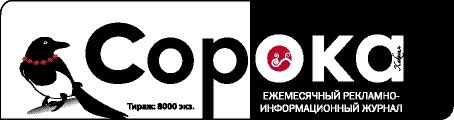 Сорока
Тираж: 8000 экз.
ЕЖЕМЕСЯЧНЫЙ РЕКЛАМНО-
ИНФОРМАЦИОННЫЙ ЖУРНАЛ